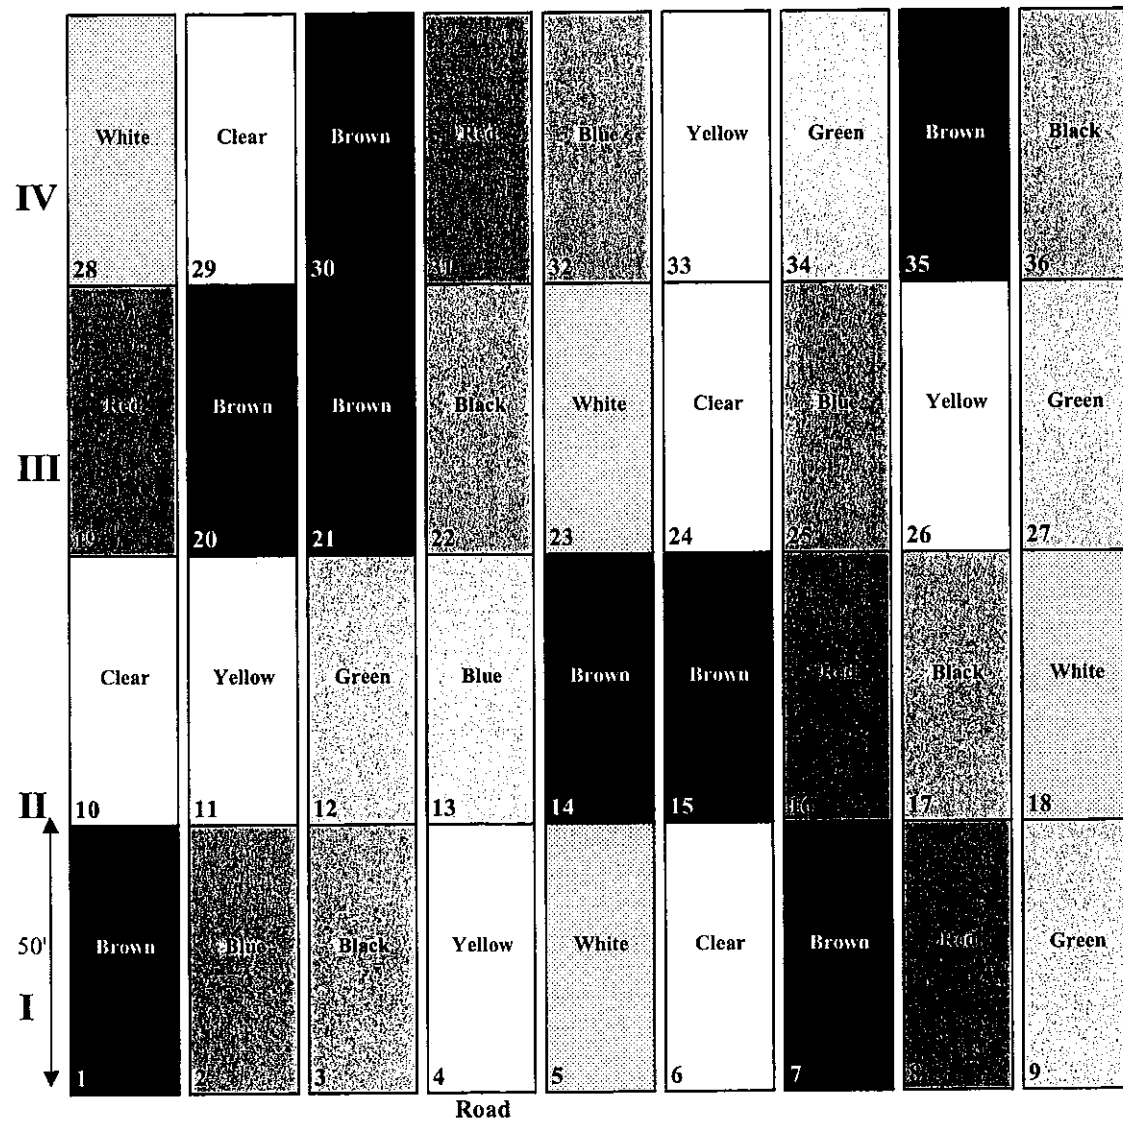 White Clear Brown Red Blue Yellow Green Brown Black
IV
28 29 30 31 32 33 34 35 36
Red Brown Brown Black White Clear Blue Yellow Green
III
19 20 21 22 23 24 25 26 27
Clear Yellow Green Blue Brown Brown Red Black White
II
10 11 12 13 14 15 16 17 18
50'
Brown Blue Black Yellow White Clear Brown Red Green
I
1 2 3 4 5 6 7 9
Road